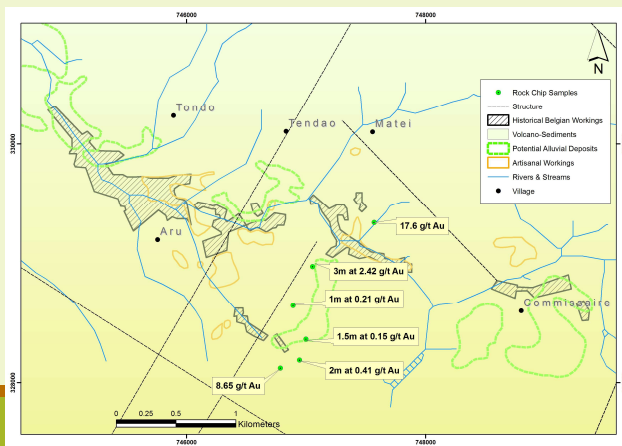 746000
748000
330000
328000
Tondo
Tendao
Matei
Aru
Commissaire
N
Rock Chip Samples
Structure
Historical Belgian Workings
Volcano-Sediments
Potential Alluvial Deposits
Artisanal Workings
Rivers & Streams
Village
17.6 g/t Au
3m at 2.42 g/t Au
1m at 0.21 g/t Au
1.5m at 0.15 g/t Au
2m at 0.41 g/t Au
8.65 g/t Au
0 0.25 0.5 1
Kilometers
330000
328000
746000
748000